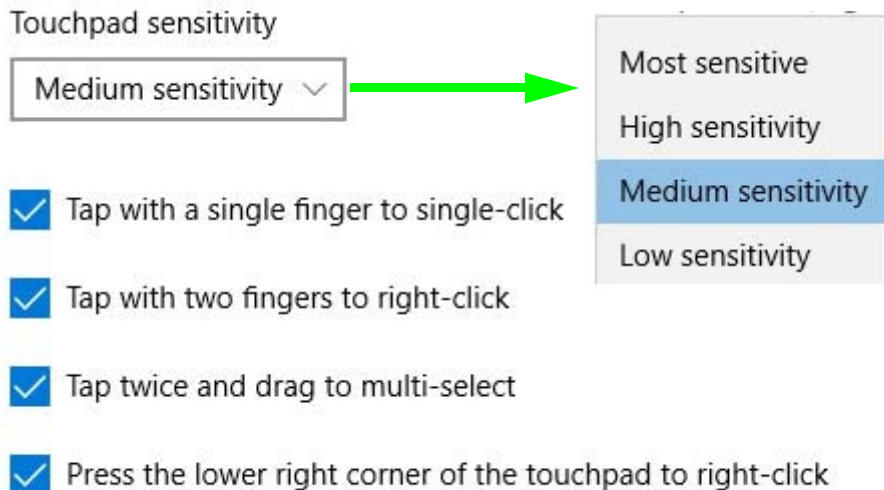 Touchpad sensitivity
Medium sensitivity
Most sensitive
High sensitivity
Medium sensitivity
Low sensitivity
Tap with a single finger to single-click
Tap with two fingers to right-click
Tap twice and drag to multi-select
Press the lower right corner of the touchpad to right-click